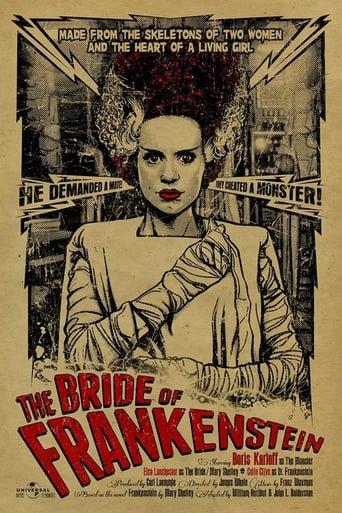 MADE FROM THE SKELETONS OF TWO WOMEN
AND THE HEART OF A LIVING GIRL
HE DEMANDED A MATE!
THEY CREATED A MONSTER!
THE BRIDE OF
FRANKENSTEIN
Starring Boris Karloff as The Monster
Elsa Lanchester as The Bride / Mary Shelley Colin Clive as Dr. Frankenstein
Produced by Carl Laemmle Directed by James Whale Music by Franz Waxman
(Based on the novel Frankenstein by Mary Shelley) Adapted by William Hurlbut & John L. Balderston
UNIVERSAL